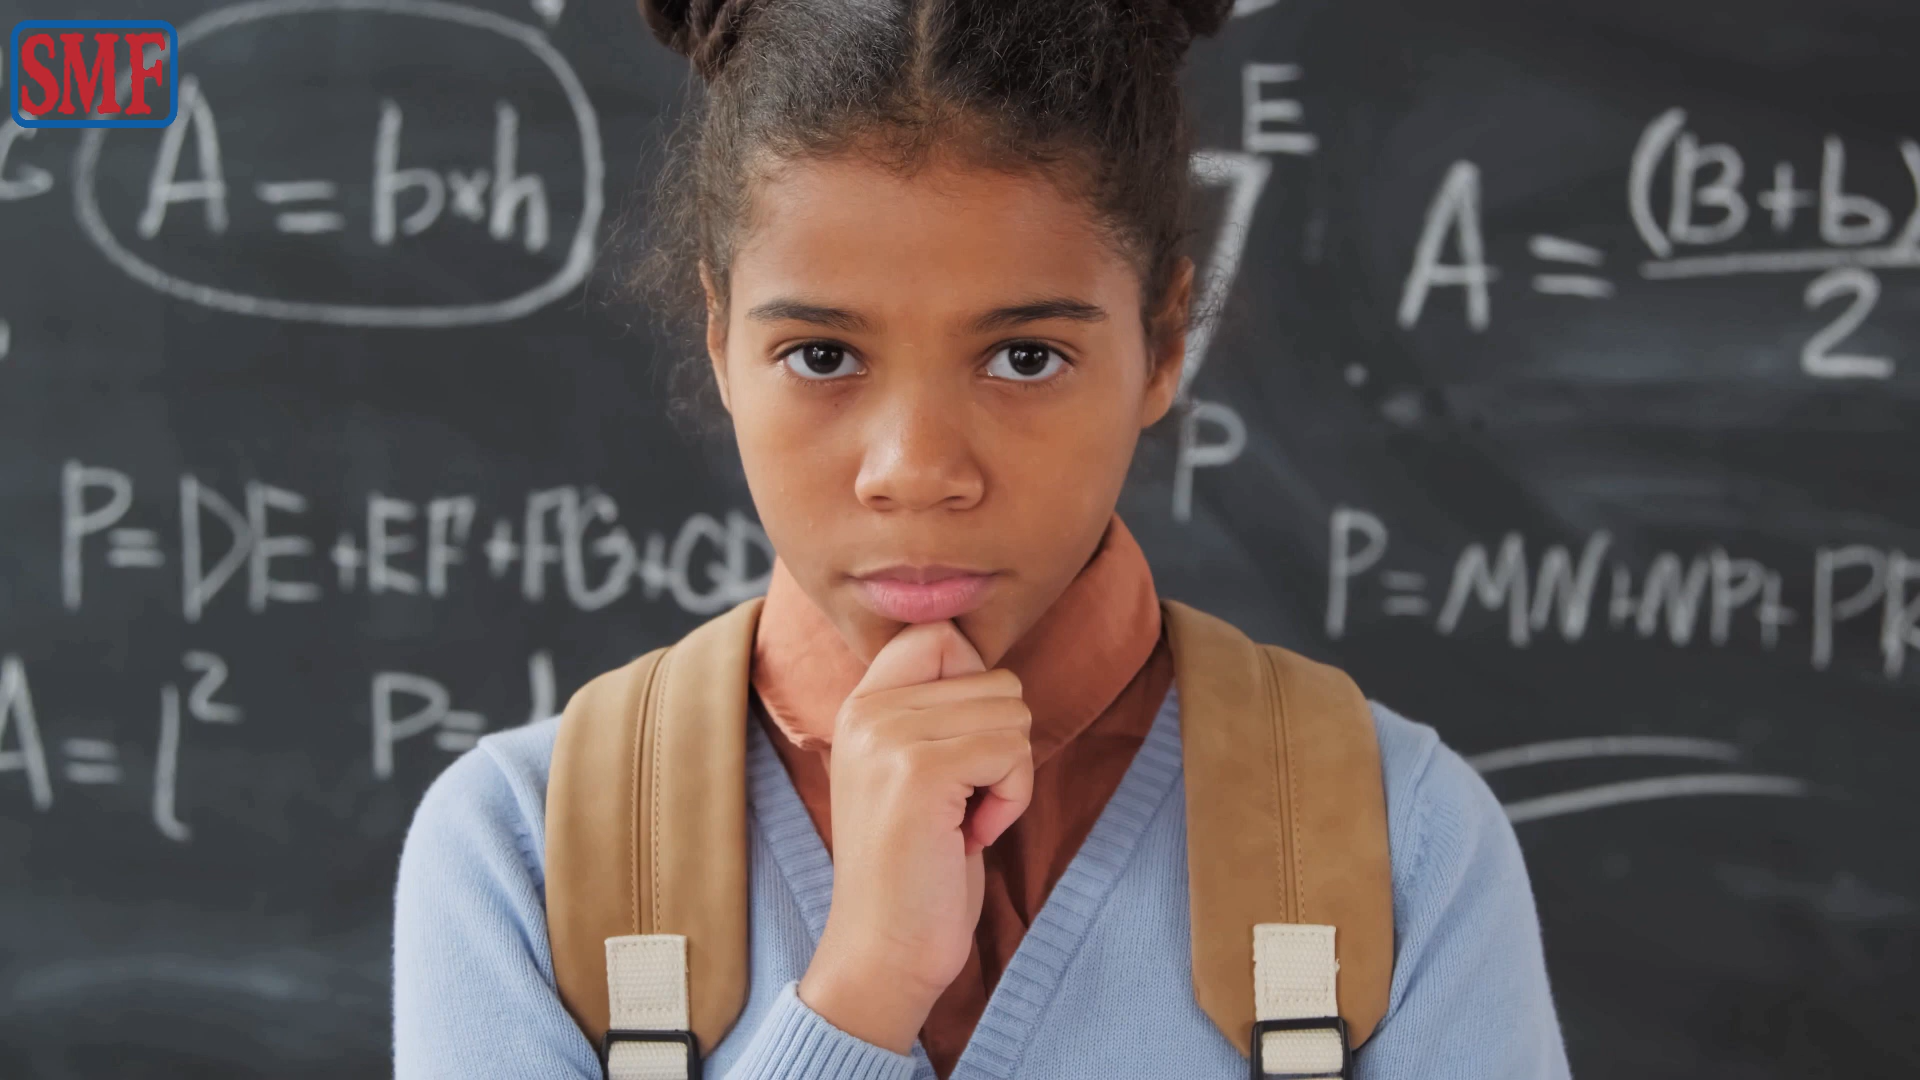 SMF
A = b×h
E
A = (B+b)
2
P
P= DE+EF+FG+GD
P= MN+NP+PR
A = l²
P=